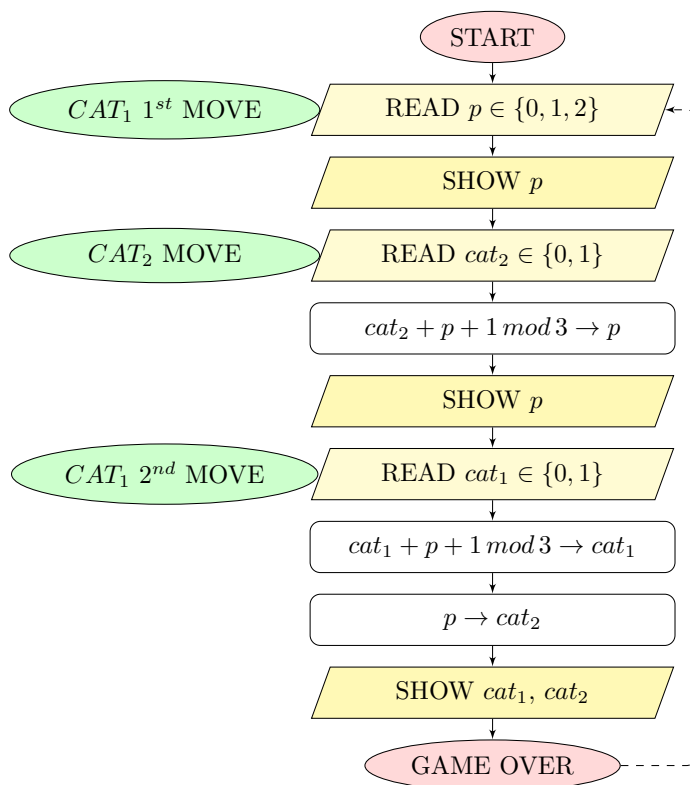 START
CAT₁ 1ˢᵗ MOVE
READ p ∈ {0, 1, 2}
SHOW p
CAT₂ MOVE
READ cat₂ ∈ {0, 1}
cat₂ + p + 1 mod 3 → p
SHOW p
CAT₁ 2ⁿᵈ MOVE
READ cat₁ ∈ {0, 1}
cat₁ + p + 1 mod 3 → cat₁
p → cat₂
SHOW cat₁, cat₂
GAME OVER